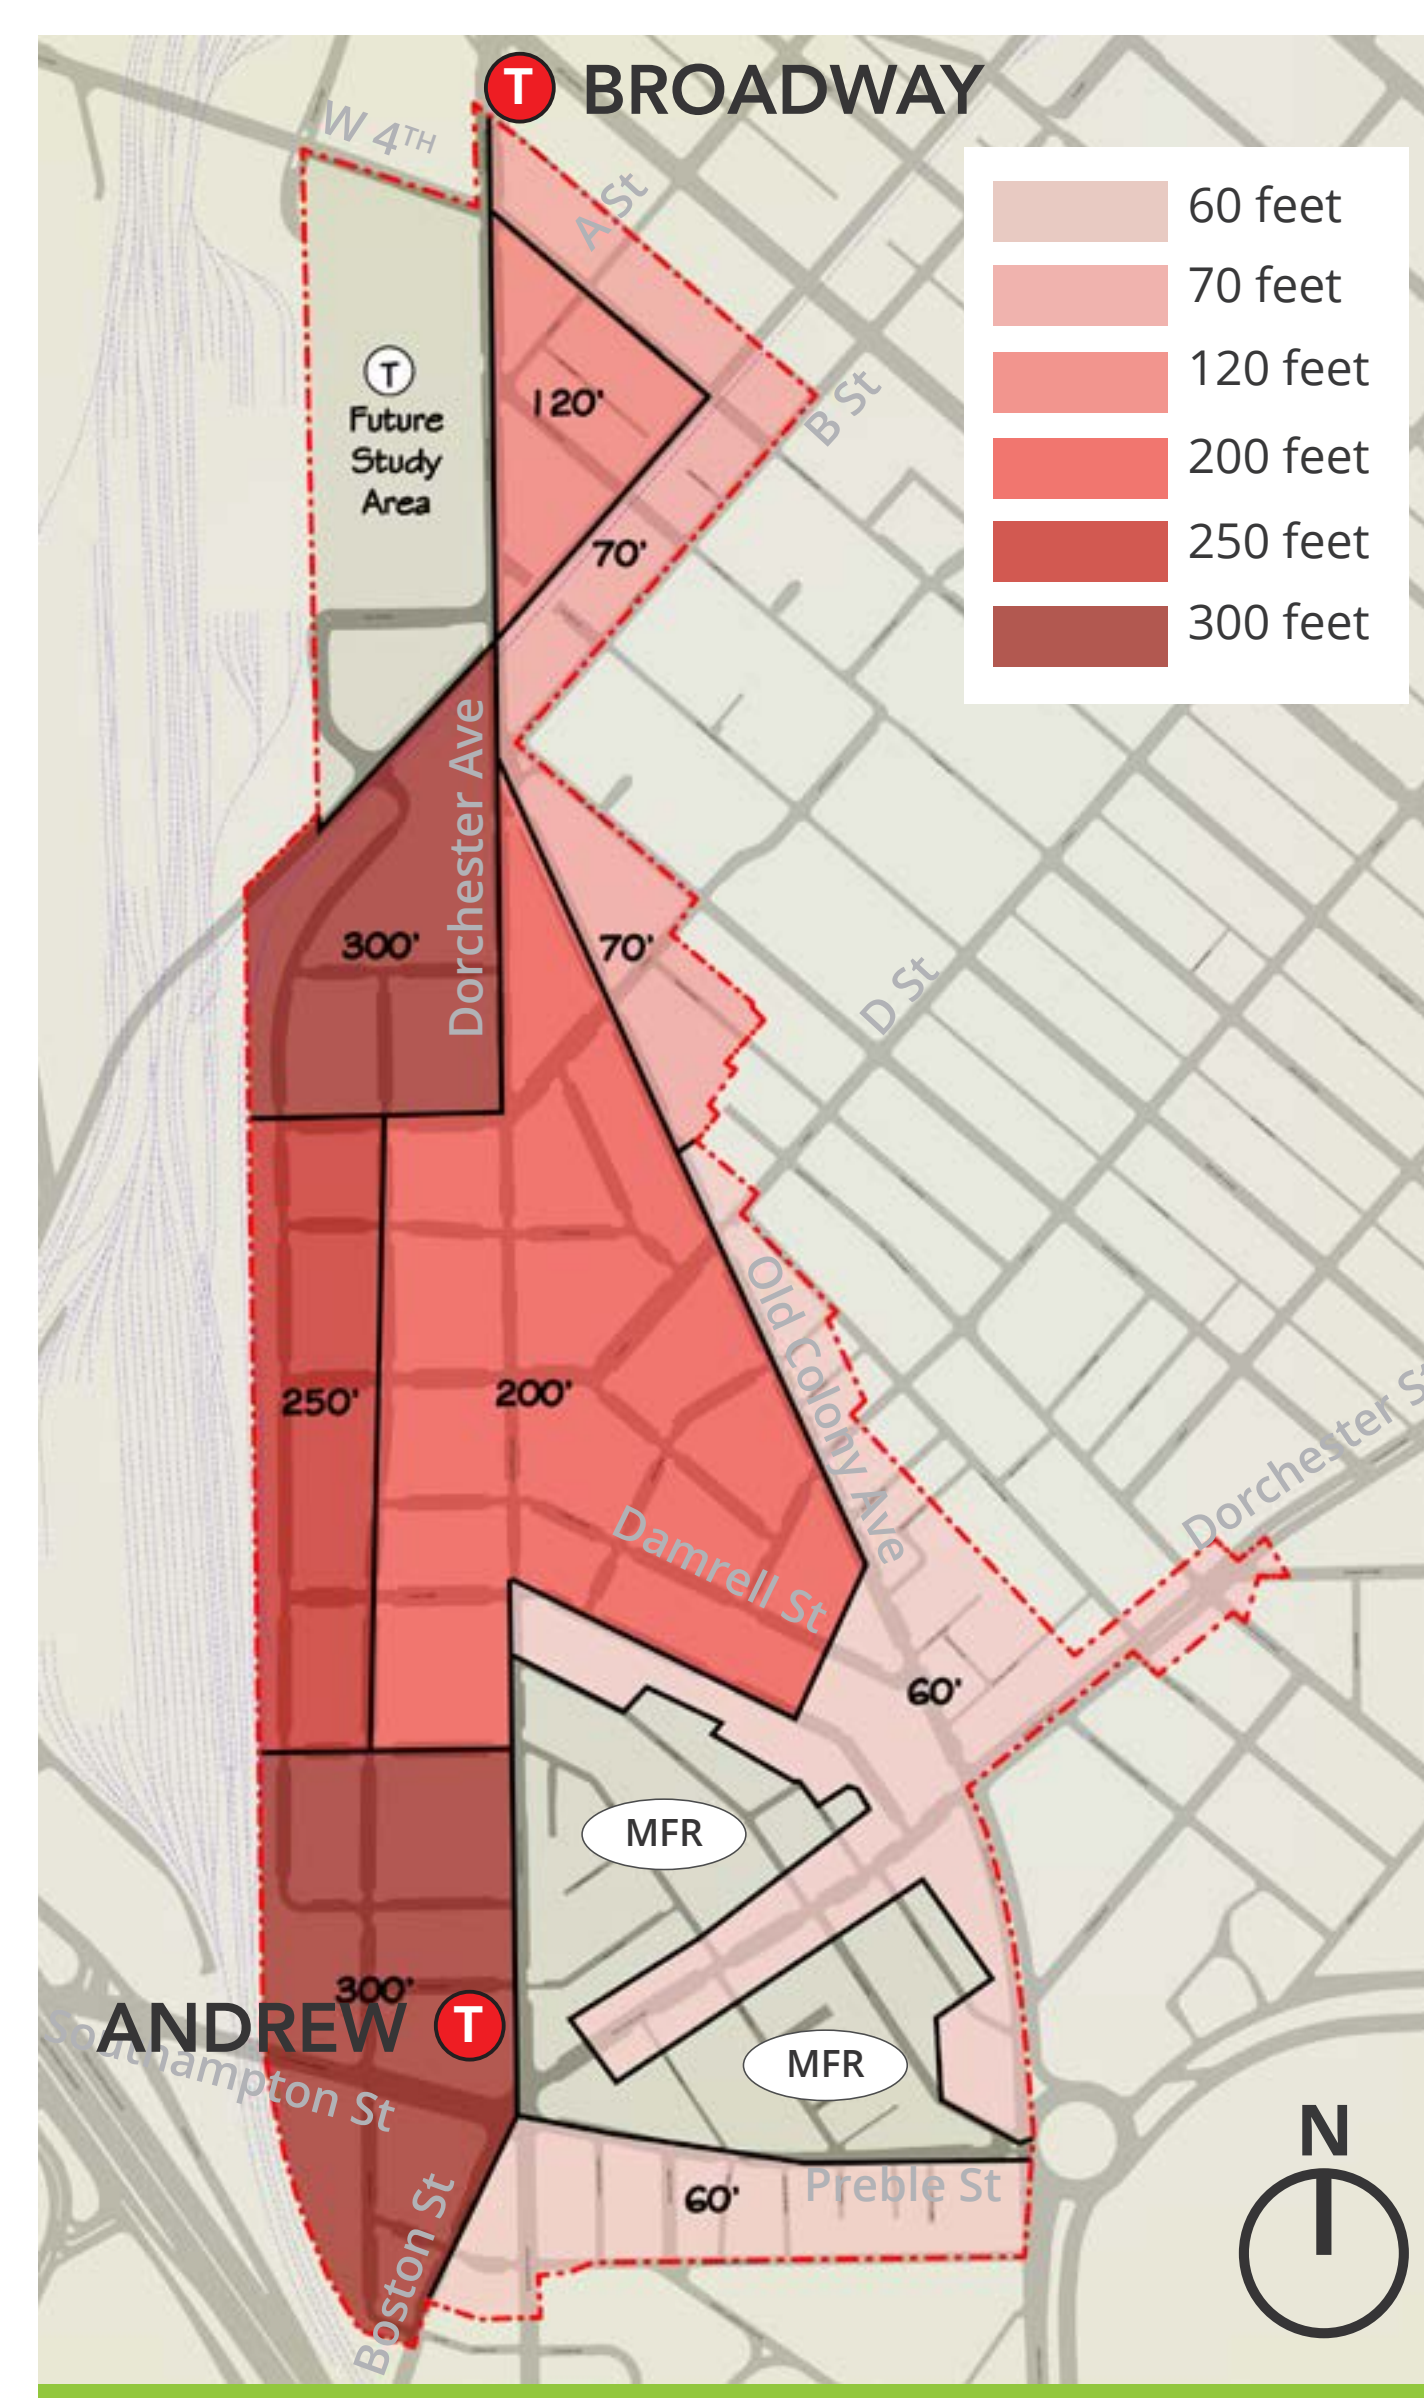 T BROADWAY
W 4TH
A St
60 feet
70 feet
120 feet
200 feet
250 feet
300 feet
T
Future
Study
Area
120'
B St
70'
Dorchester Ave
300'
70'
D St
Old Colony Ave
250'
200'
Dorchester St
Damrell St
60'
MFR
300'
ANDREW T
Southampton St
MFR
N
Boston St
60'
Preble St